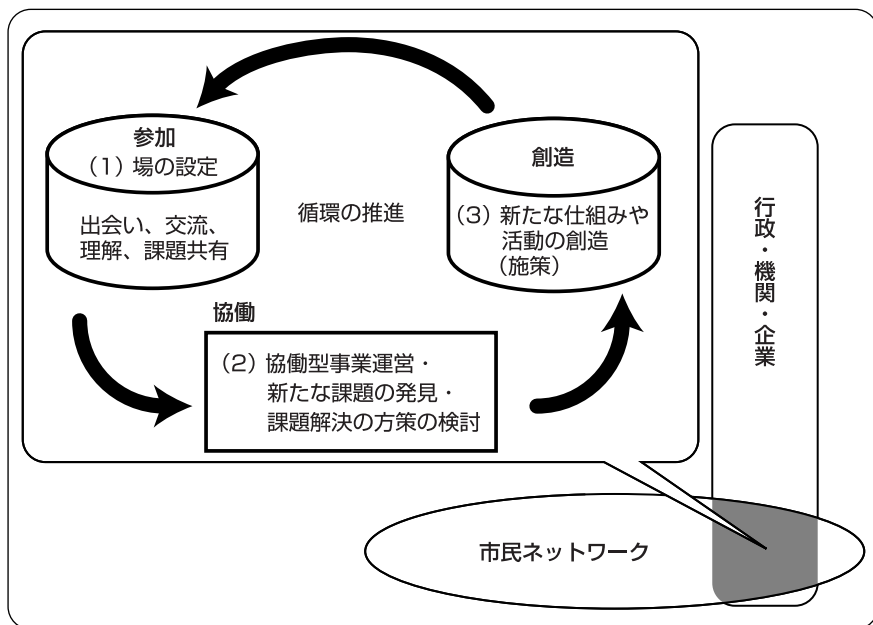 参加
(1) 場の設定
出会い、交流、
理解、課題共有
循環の推進
創造
(3) 新たな仕組みや
活動の創造
(施策)
協働
(2) 協働型事業運営・
新たな課題の発見・
課題解決の方策の検討
行政・機関・企業
市民ネットワーク